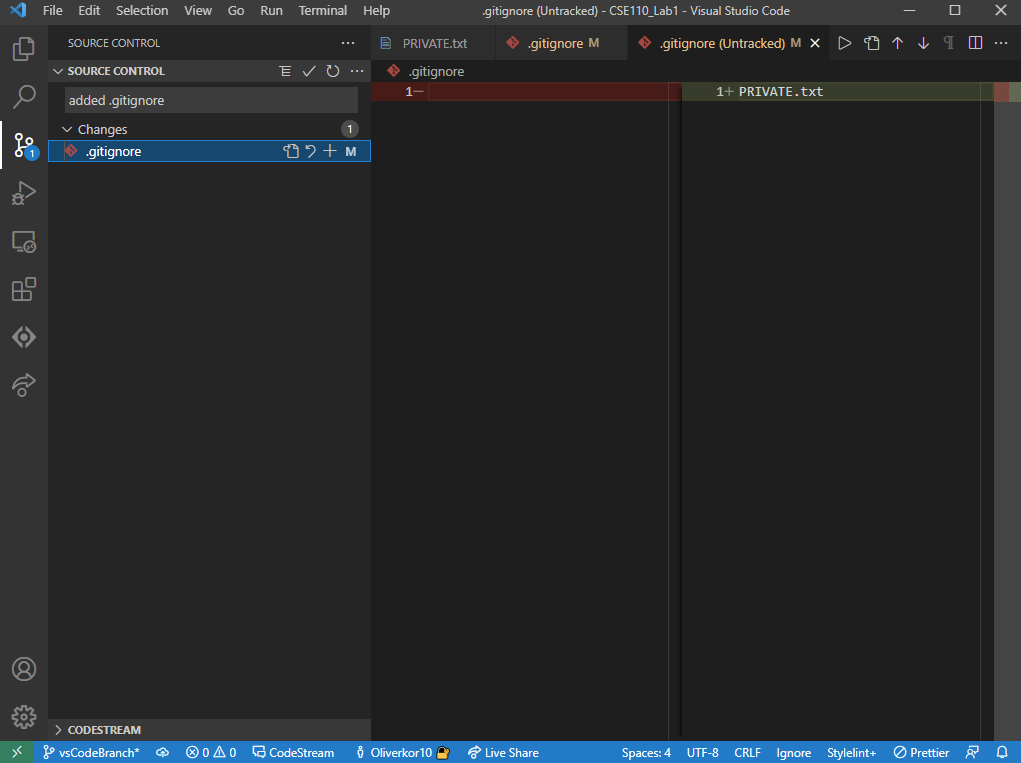 File Edit Selection View Go Run Terminal Help .gitignore (Untracked) - CSE110_Lab1 - Visual Studio Code
SOURCE CONTROL
PRIVATE.txt .gitignore M .gitignore (Untracked) M
SOURCE CONTROL
.gitignore
added .gitignore
1 PRIVATE.txt
1
Changes 1
.gitignore M
1
CODESTREAM
vsCodeBranch* 0 0 CodeStream Oliverkor10 Live Share Spaces: 4 UTF-8 CRLF Ignore Stylelint+ Prettier